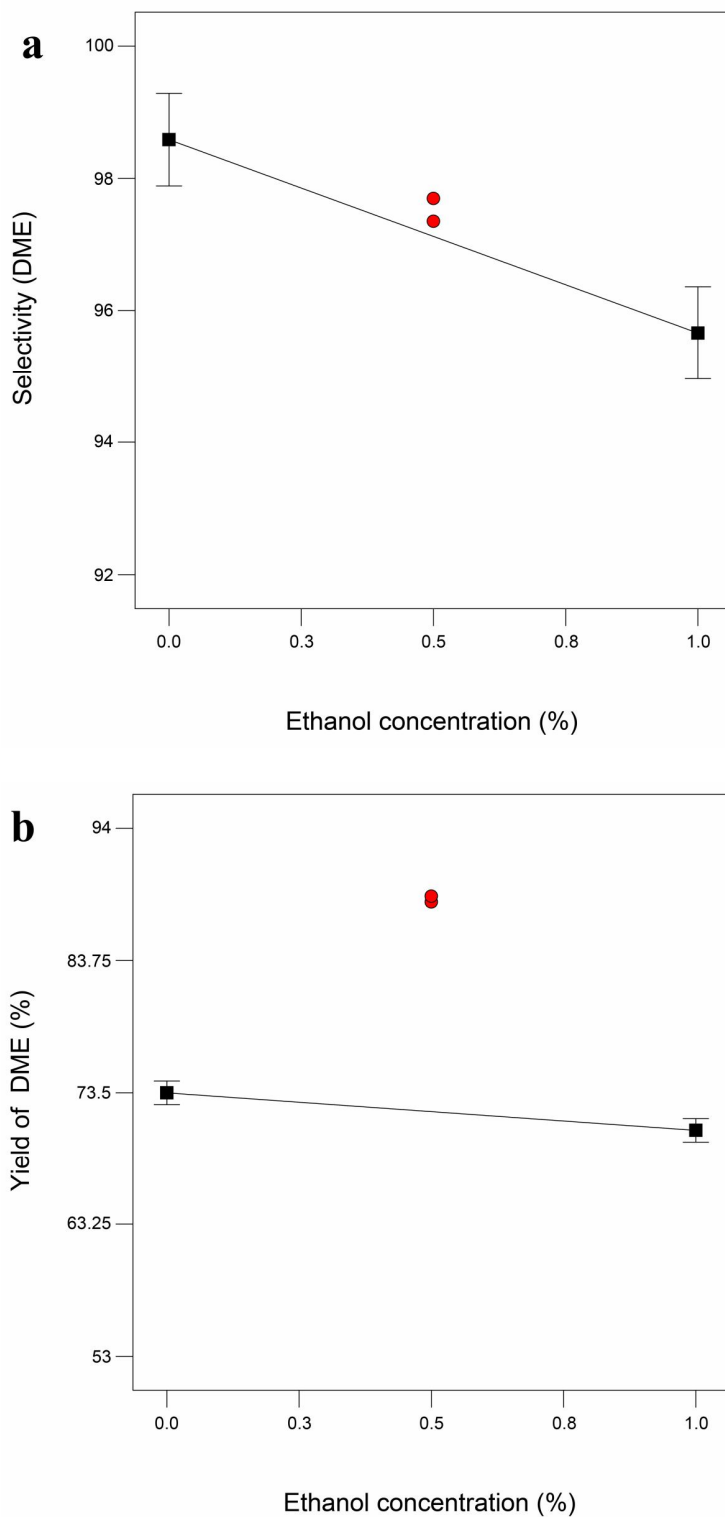 a
100
98
96
94
92
Selectivity (DME)
0.0 0.3 0.5 0.8 1.0
Ethanol concentration (%)
b
94
83.75
73.5
63.25
53
Yield of DME (%)
0.0 0.3 0.5 0.8 1.0
Ethanol concentration (%)